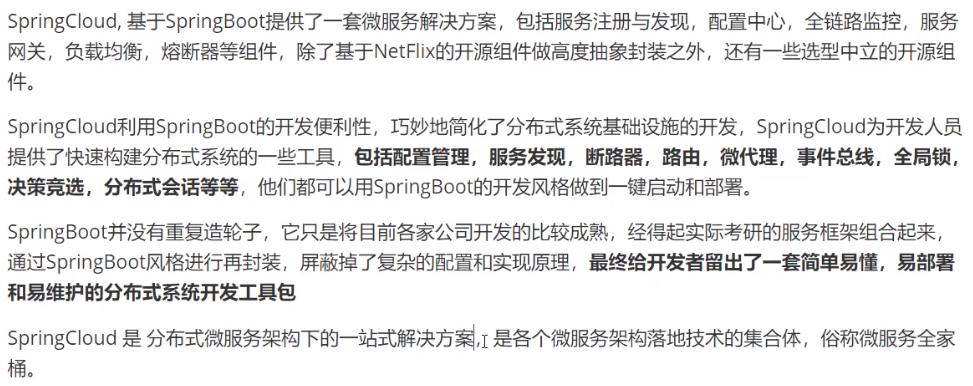 SpringCloud, 基于SpringBoot提供了一套微服务解决方案，包括服务注册与发现，配置中心，全链路监控，服务
网关，负载均衡，熔断器等组件，除了基于NetFlix的开源组件做高度抽象封装之外，还有一些选型中立的开源组
件。
SpringCloud利用SpringBoot的开发便利性，巧妙地简化了分布式系统基础设施的开发，SpringCloud为开发人员
提供了快速构建分布式系统的一些工具，包括配置管理，服务发现，断路器，路由，微代理，事件总线，全局锁，
决策竞选，分布式会话等等，他们都可以用SpringBoot的开发风格做到一键启动和部署。
SpringBoot并没有重复造轮子，它只是将目前各家公司开发的比较成熟，经得起实际考研的服务框架组合起来，
通过SpringBoot风格进行再封装，屏蔽掉了复杂的配置和实现原理，最终给开发者留出了一套简单易懂，易部署
和易维护的分布式系统开发工具包
SpringCloud 是 分布式微服务架构下的一站式解决方案，是各个微服务架构落地技术的集合体，俗称微服务全家
桶。